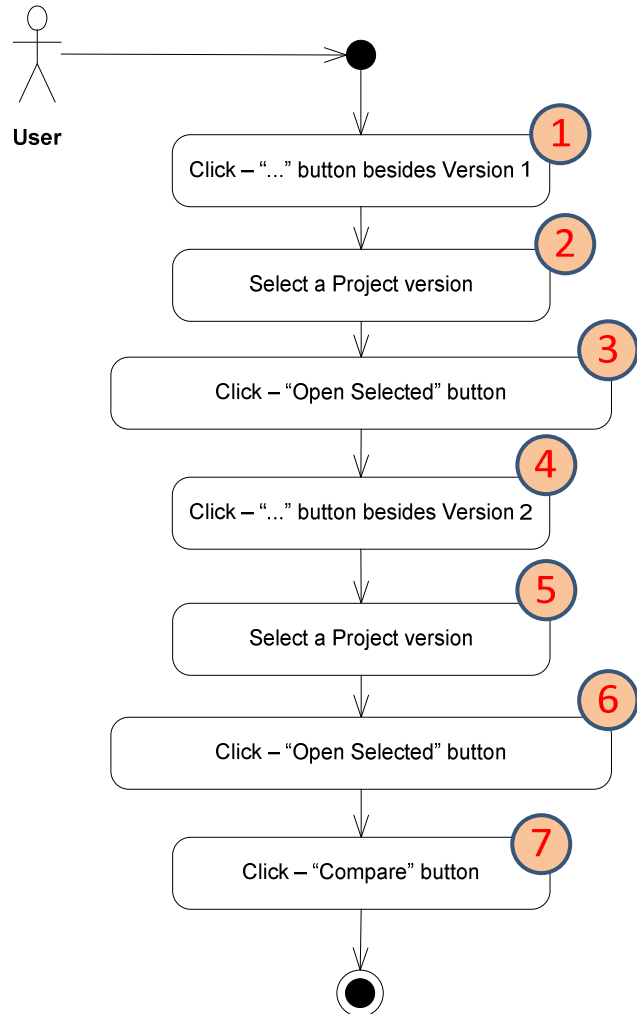 User
1
Click – “...” button besides Version 1
2
Select a Project version
3
Click – “Open Selected” button
4
Click – “...” button besides Version 2
5
Select a Project version
6
Click – “Open Selected” button
7
Click – “Compare” button